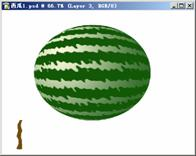 西瓜1.psd @ 66.7% (Layer 3, RGB/8)